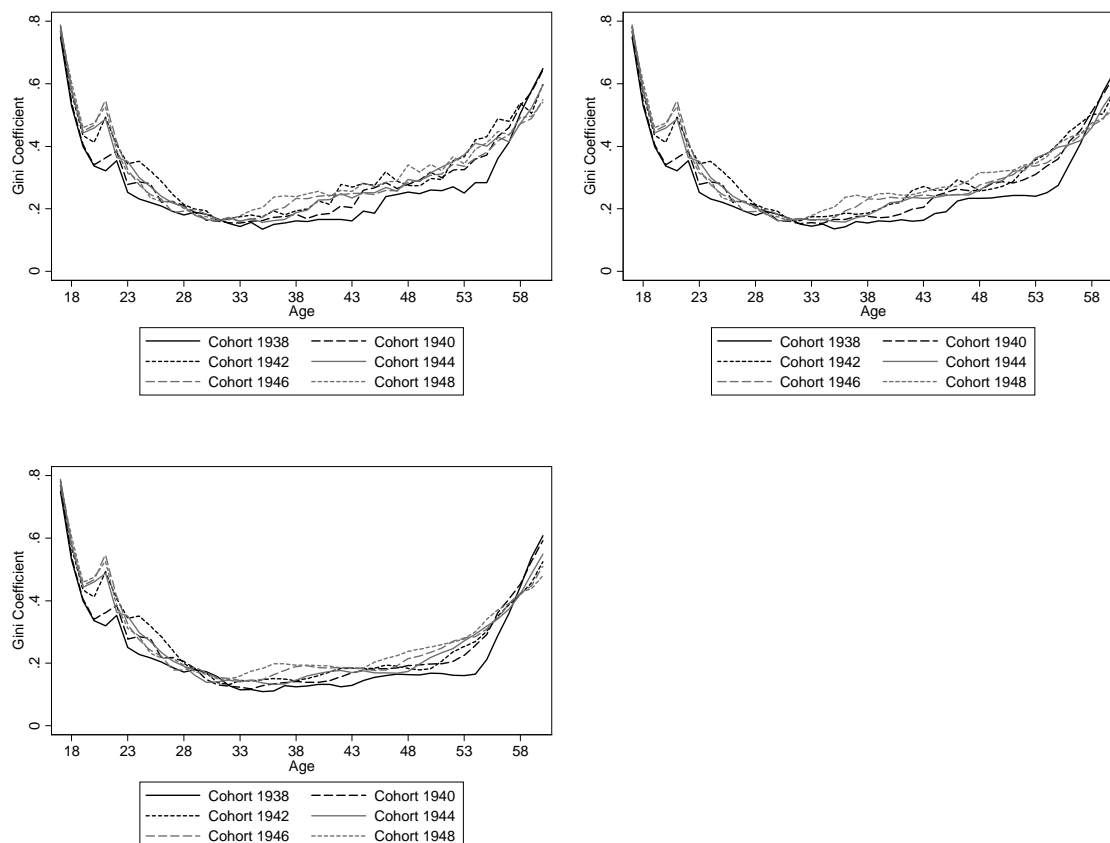 .8
.6
.4
.2
0
Gini Coefficient
18 23 28 33 38 43 48 53 58
Age
Cohort 1938 Cohort 1940
Cohort 1942 Cohort 1944
Cohort 1946 Cohort 1948
.8
.6
.4
.2
0
Gini Coefficient
18 23 28 33 38 43 48 53 58
Age
Cohort 1938 Cohort 1940
Cohort 1942 Cohort 1944
Cohort 1946 Cohort 1948
.8
.6
.4
.2
0
Gini Coefficient
18 23 28 33 38 43 48 53 58
Age
Cohort 1938 Cohort 1940
Cohort 1942 Cohort 1944
Cohort 1946 Cohort 1948